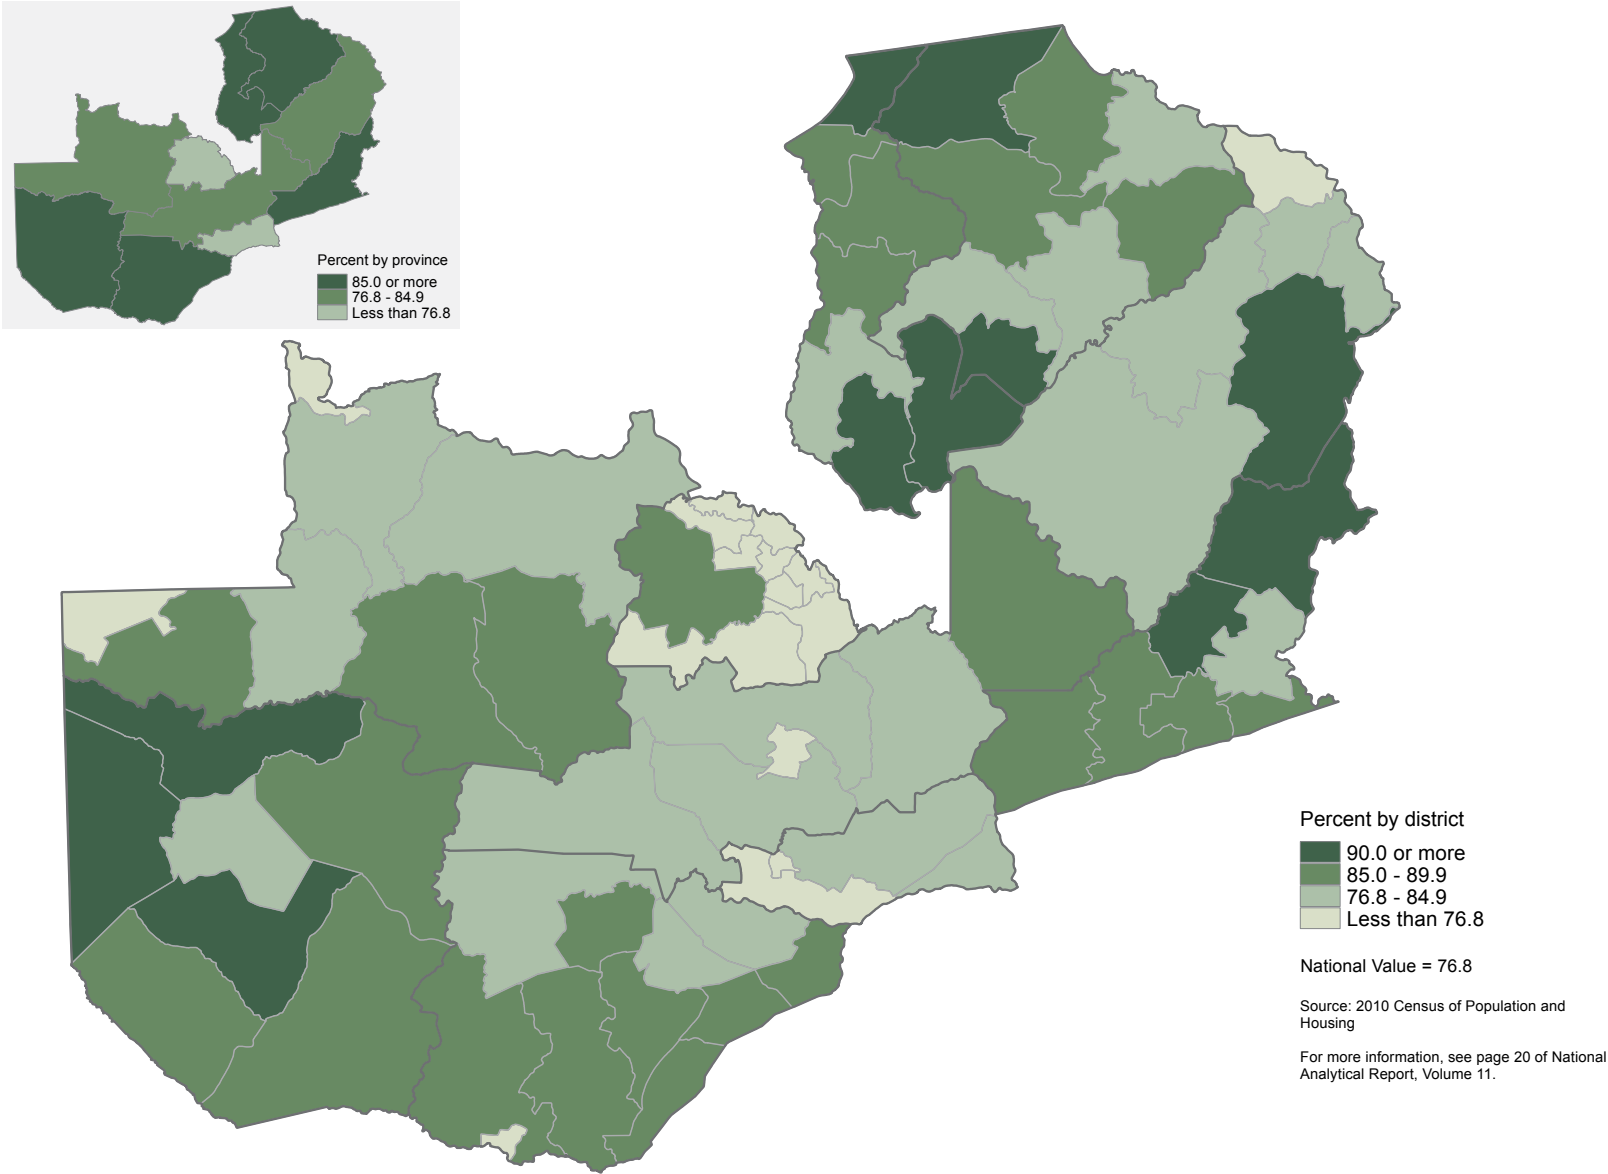 Percent by province
85.0 or more
76.8 - 84.9
Less than 76.8
Percent by district
90.0 or more
85.0 - 89.9
76.8 - 84.9
Less than 76.8
National Value = 76.8
Source: 2010 Census of Population and
Housing
For more information, see page 20 of National
Analytical Report, Volume 11.